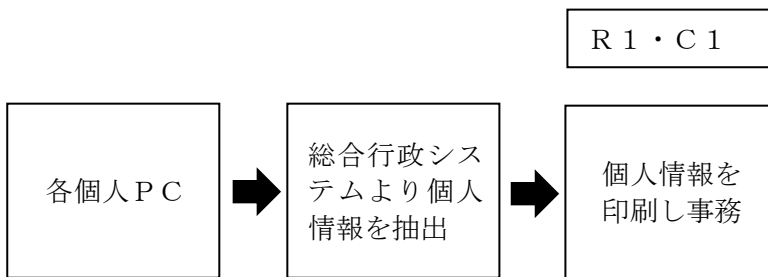 Ｒ１・Ｃ１
各個人ＰＣ
総合行政シス
テムより個人
情報を抽出
個人情報を
印刷し事務